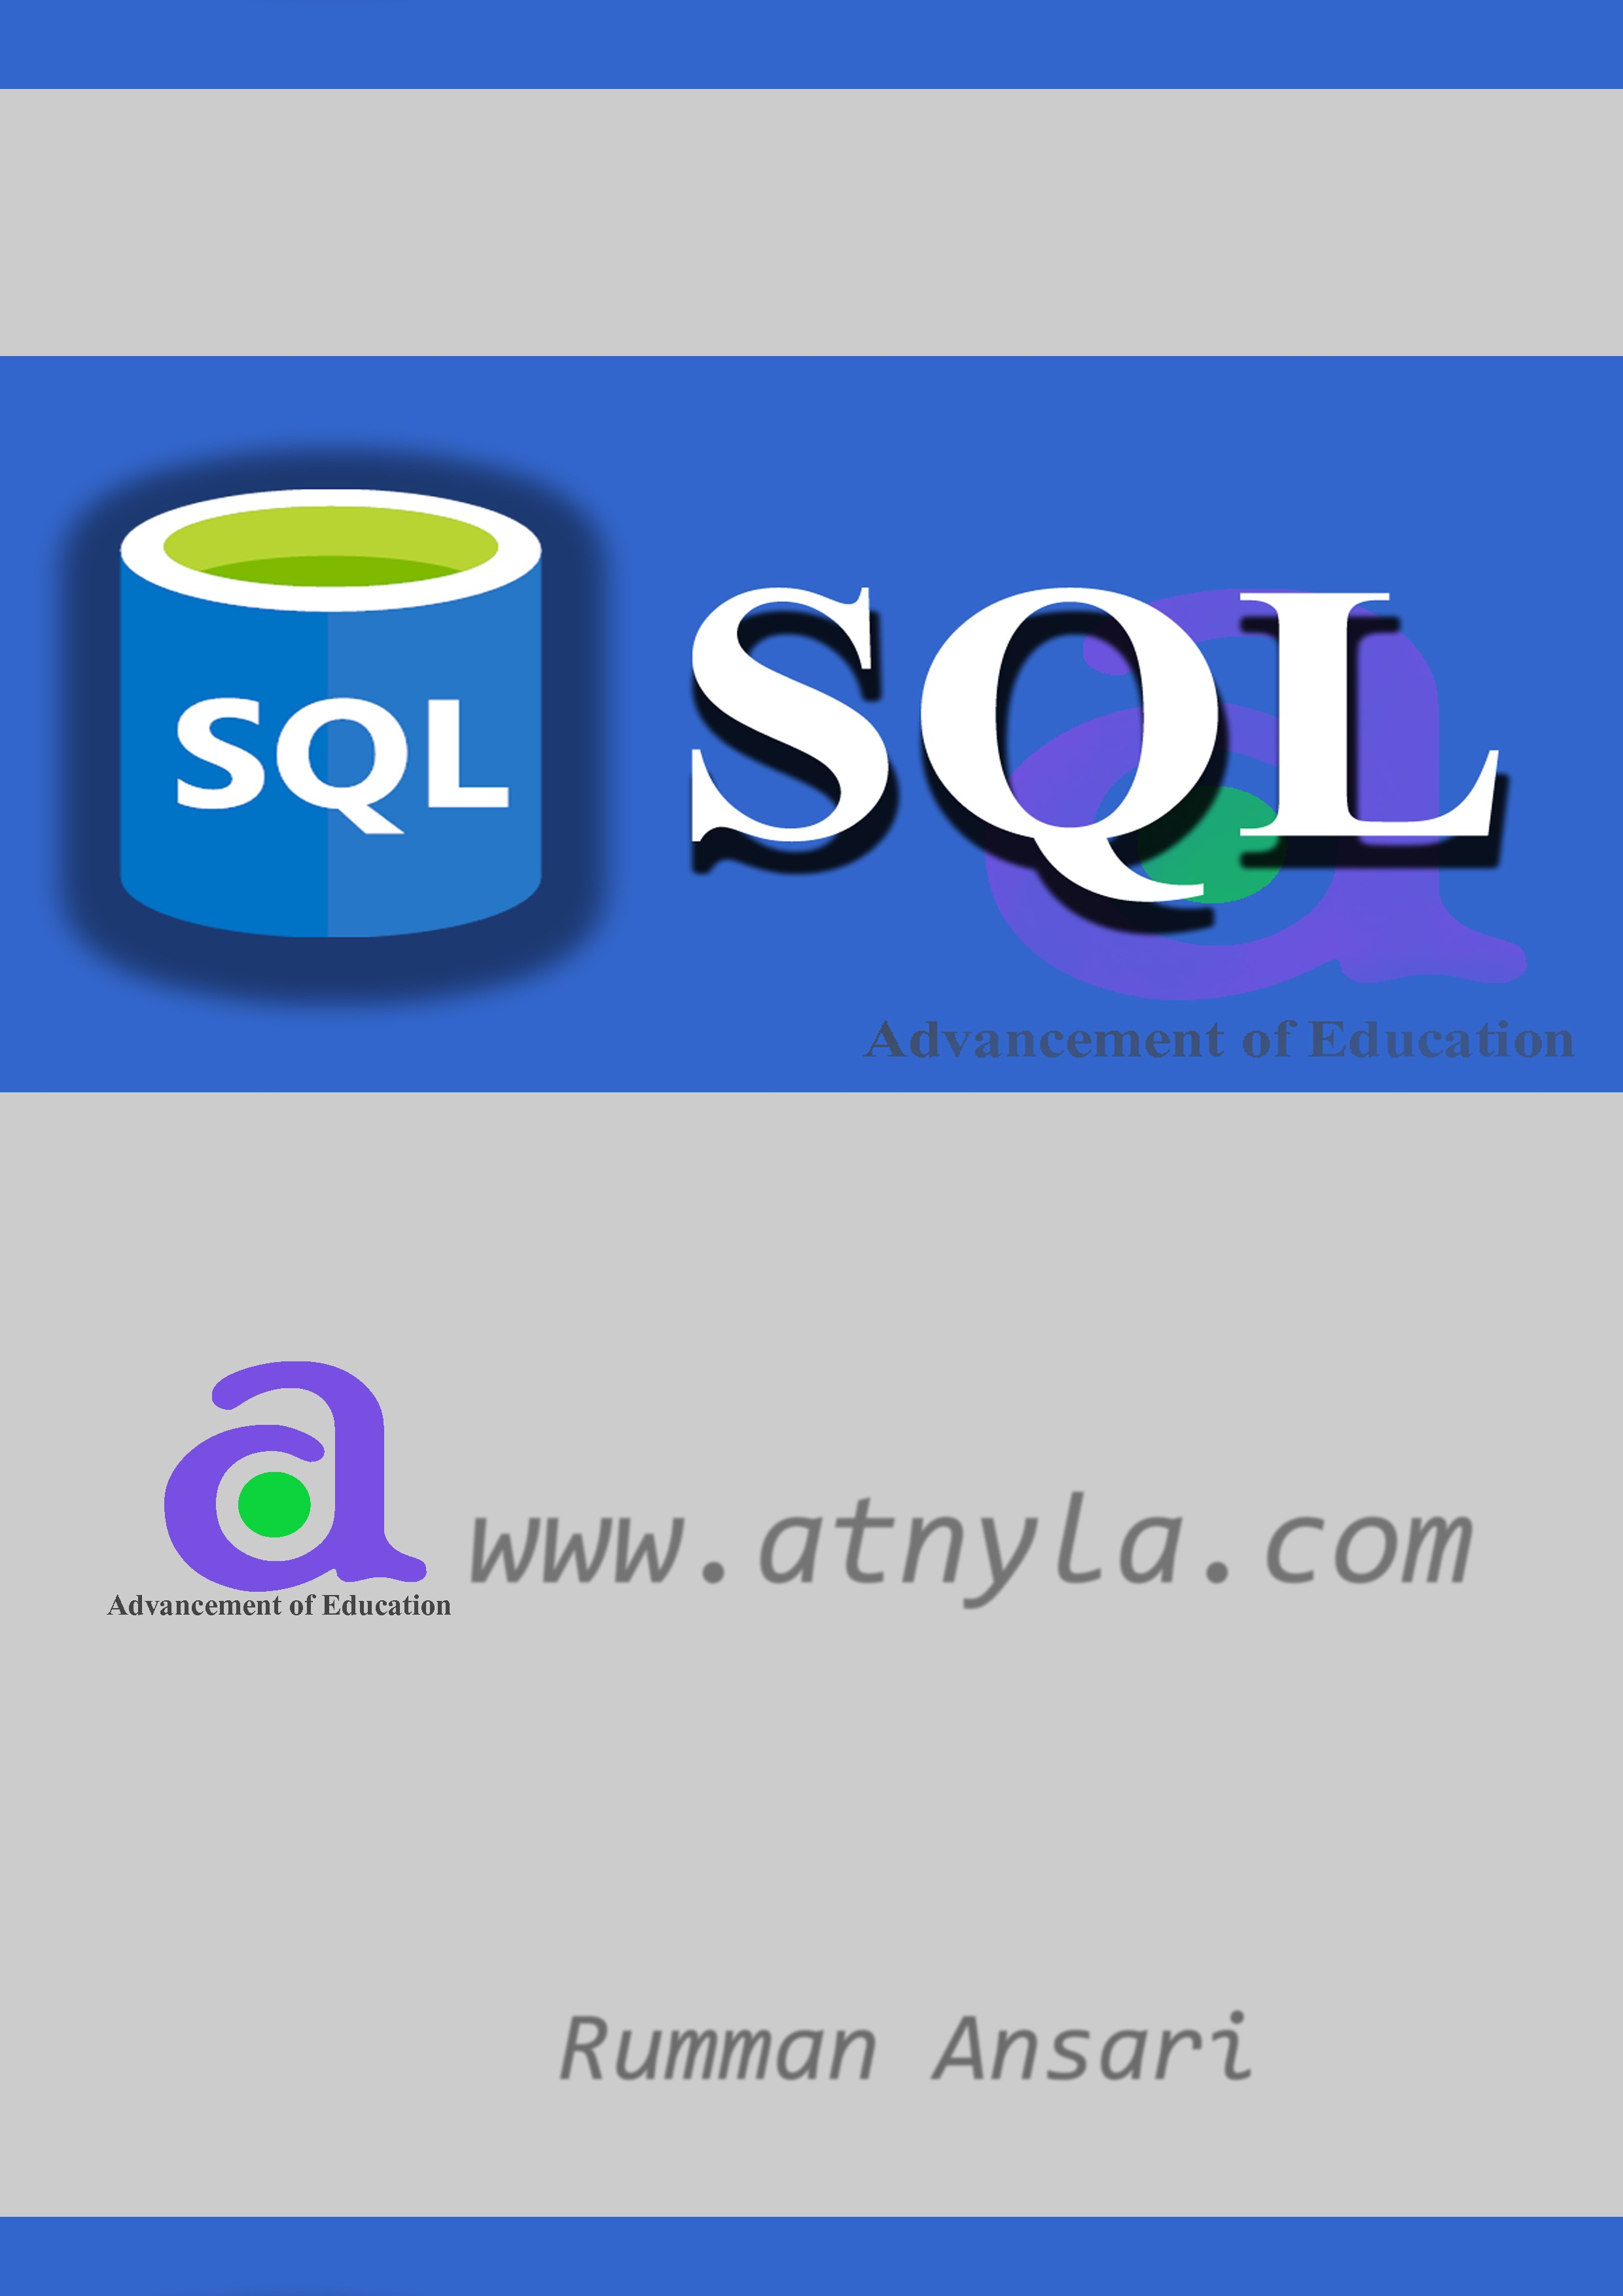 SQL
SQL
Advancement of Education
www.atnyla.com
Advancement of Education
Rumman Ansari